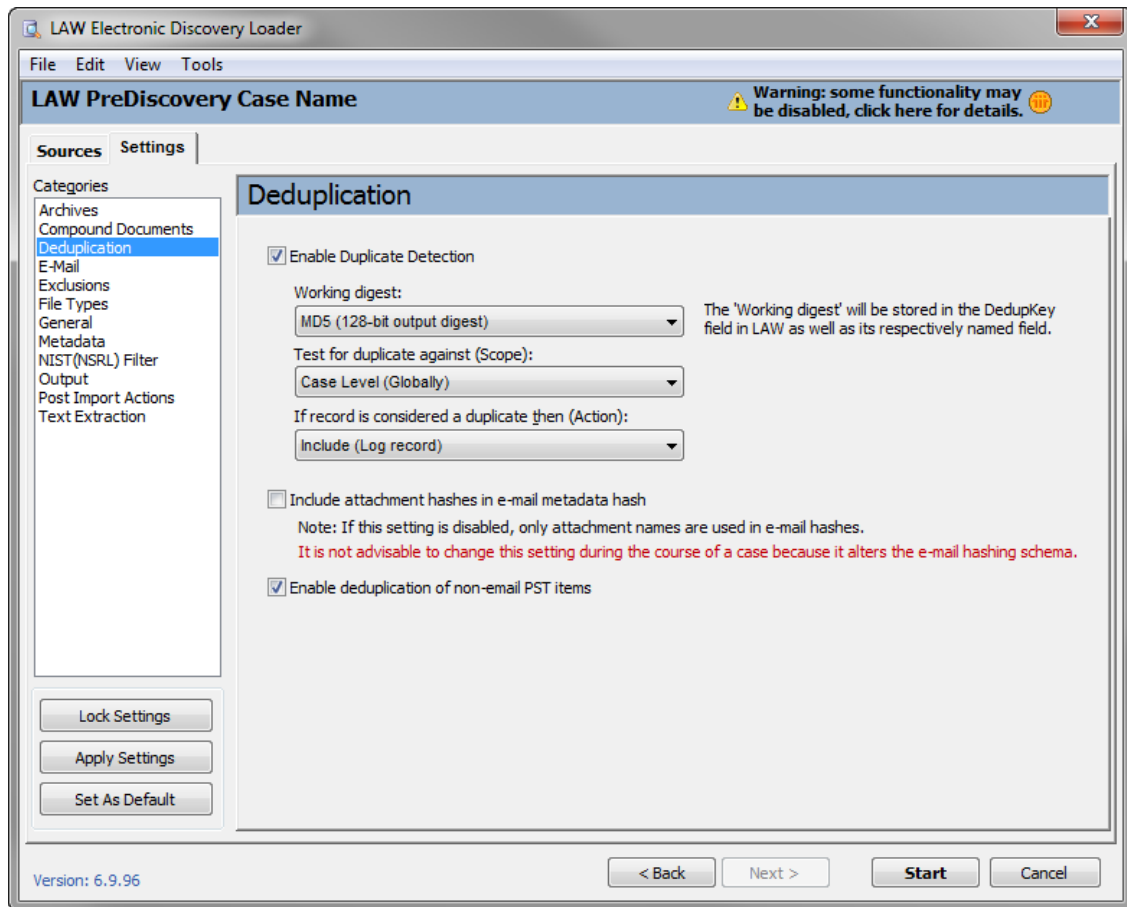 LAW Electronic Discovery Loader
X
File Edit View Tools
LAW PreDiscovery Case Name
Warning: some functionality may
be disabled, click here for details.
Sources Settings
Categories
Archives
Compound Documents
Deduplication
E-Mail
Exclusions
File Types
General
Metadata
NIST(NSRL) Filter
Output
Post Import Actions
Text Extraction
Lock Settings
Apply Settings
Set As Default
Deduplication
Enable Duplicate Detection
Working digest:
MD5 (128-bit output digest)
The 'Working digest' will be stored in the DedupKey
field in LAW as well as its respectively named field.
Test for duplicate against (Scope):
Case Level (Globally)
If record is considered a duplicate then (Action):
Include (Log record)
Include attachment hashes in e-mail metadata hash
Note: If this setting is disabled, only attachment names are used in e-mail hashes.
It is not advisable to change this setting during the course of a case because it alters the e-mail hashing schema.
Enable deduplication of non-email PST items
Version: 6.9.96
< Back
Next >
Start
Cancel